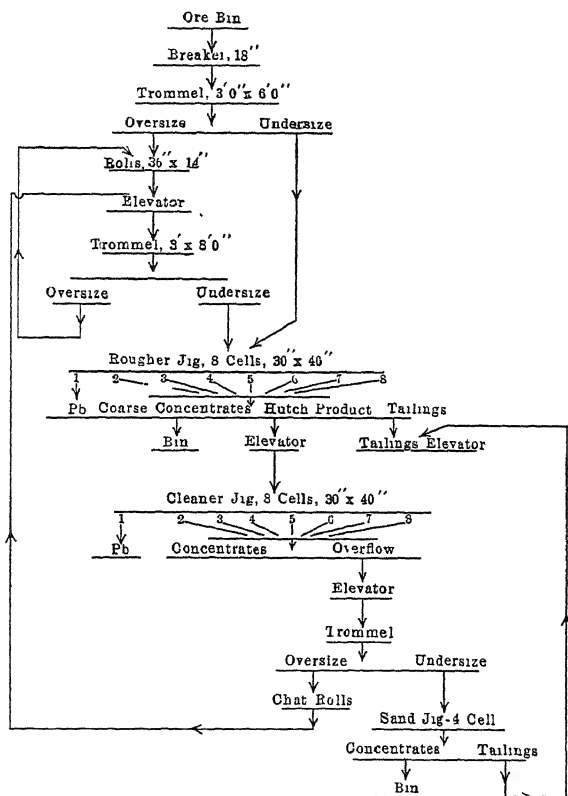 Ore Bin
Breaker, 18"
Trommel, 3'0" x 6'0"
Oversize Undersize
Rolls, 36" x 14"
Elevator
Trommel, 3' x 8'0"
Oversize Undersize
Rougher Jig, 8 Cells, 30" x 40"
1 2 3 4 5 6 7 8
Pb Coarse Concentrates Hutch Product Tailings
Bin Elevator Tailings Elevator
Cleaner Jig, 8 Cells, 30" x 40"
1 2 3 4 5 6 7 8
Pb Concentrates Overflow
Elevator
Trommel
Oversize Undersize
Chat Rolls
Sand Jig-4 Cell
Concentrates Tailings
Bin